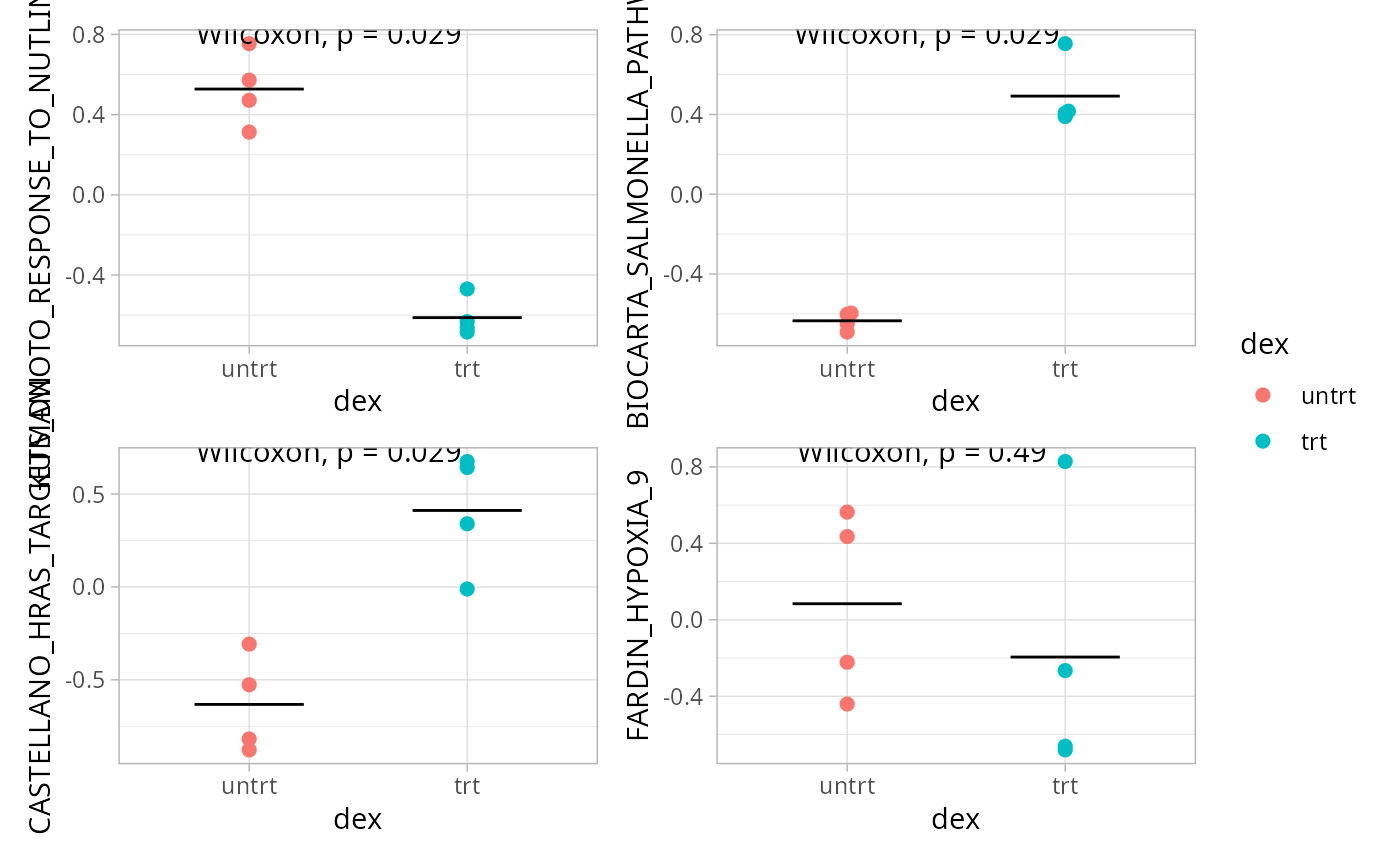 Wilcoxon, p = 0.029
0.8
0.4
0.0
-0.4
untrt
trt
dex
Wilcoxon, p = 0.029
BIOCARTA_SALMONELLA_PATH
0.8
0.4
0.0
-0.4
untrt
trt
dex
CASTELLANO_HRAS_TARGETS_DN
KUMAMOTO_RESPONSE_TO_NUTLIN
Wilcoxon, p = 0.029
0.5
0.0
-0.5
untrt
trt
dex
FARDIN_HYPOXIA_9
Wilcoxon, p = 0.49
0.8
0.4
0.0
-0.4
untrt
trt
dex
dex
untrt
trt